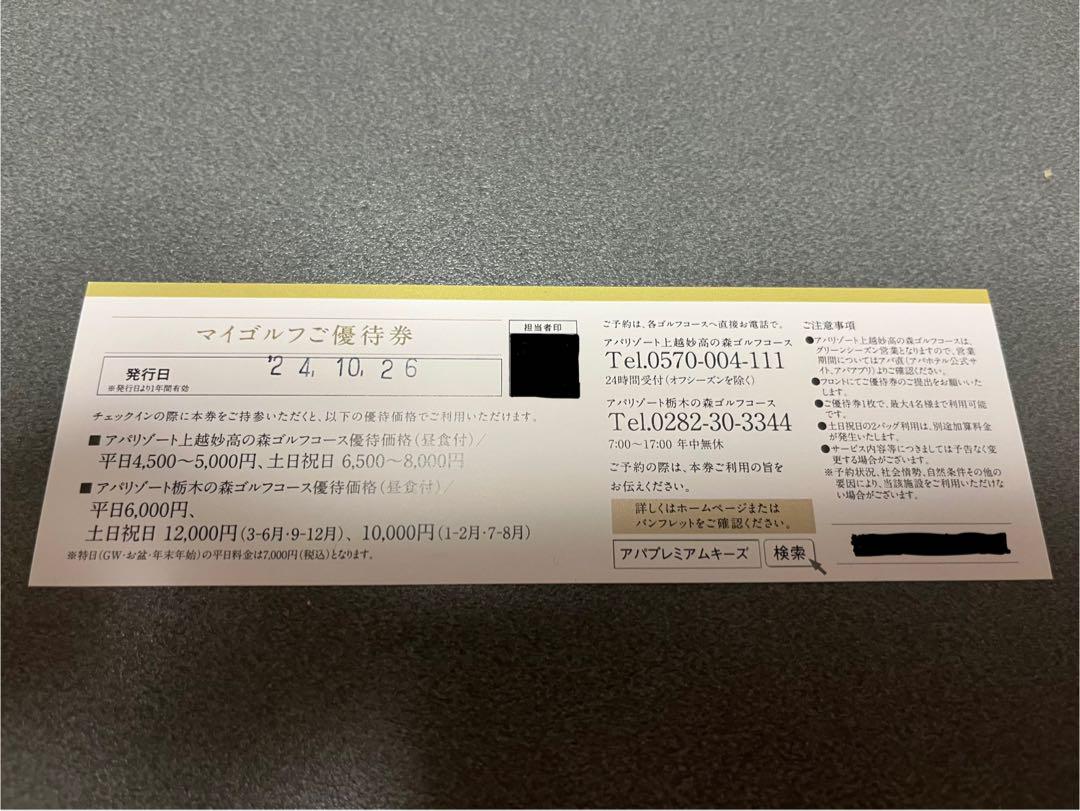 マイゴルフご優待券
担当者印
発行日
※発行日より1年間有効
'24.10.26
チェックインの際に本券をご持参いただくと、以下の優待価格でご利用いただけます。
■アパリゾート上越妙高の森ゴルフコース優待価格(昼食付)/
平日4,500〜5,000円、土日祝日 6,500〜8,000円
■アパリゾート栃木の森ゴルフコース優待価格(昼食付)/
平日6,000円、
土日祝日 12,000円(3-6月・9-12月)、10,000円(1-2月・7-8月)
※特日(GW・お盆・年末年始)の平日料金は7,000円(税込)となります。
ご予約は、各ゴルフコースへ直接お電話で。
アパリゾート上越妙高の森ゴルフコース
Tel.0570-004-111
24時間受付(オフシーズンを除く)
アパリゾート栃木の森ゴルフコース
Tel.0282-30-3344
7:00〜17:00 年中無休
ご予約の際は、本券ご利用の旨を
お伝えください。
詳しくはホームページまたは
パンフレットをご確認ください。
アパプレミアムキーズ
検索
ご注意事項
●アパリゾート上越妙高の森ゴルフコースは、
グリーンシーズン営業となりますので、営業
期間についてはアパ直(アパホテル公式サ
イト、アパアプリ)よりご確認ください。
●フロントにてご優待券のご提出をお願いいた
します。
●ご優待券1枚で、最大4名様まで利用可能
です。
●土日祝日の2バッグ利用は、別途加算料金
が発生いたします。
●サービス内容等につきましては予告なく変
更する場合がございます。
※予約状況、社会情勢、自然条件その他の
要因により、当該施設をご利用いただけな
い場合がございます。